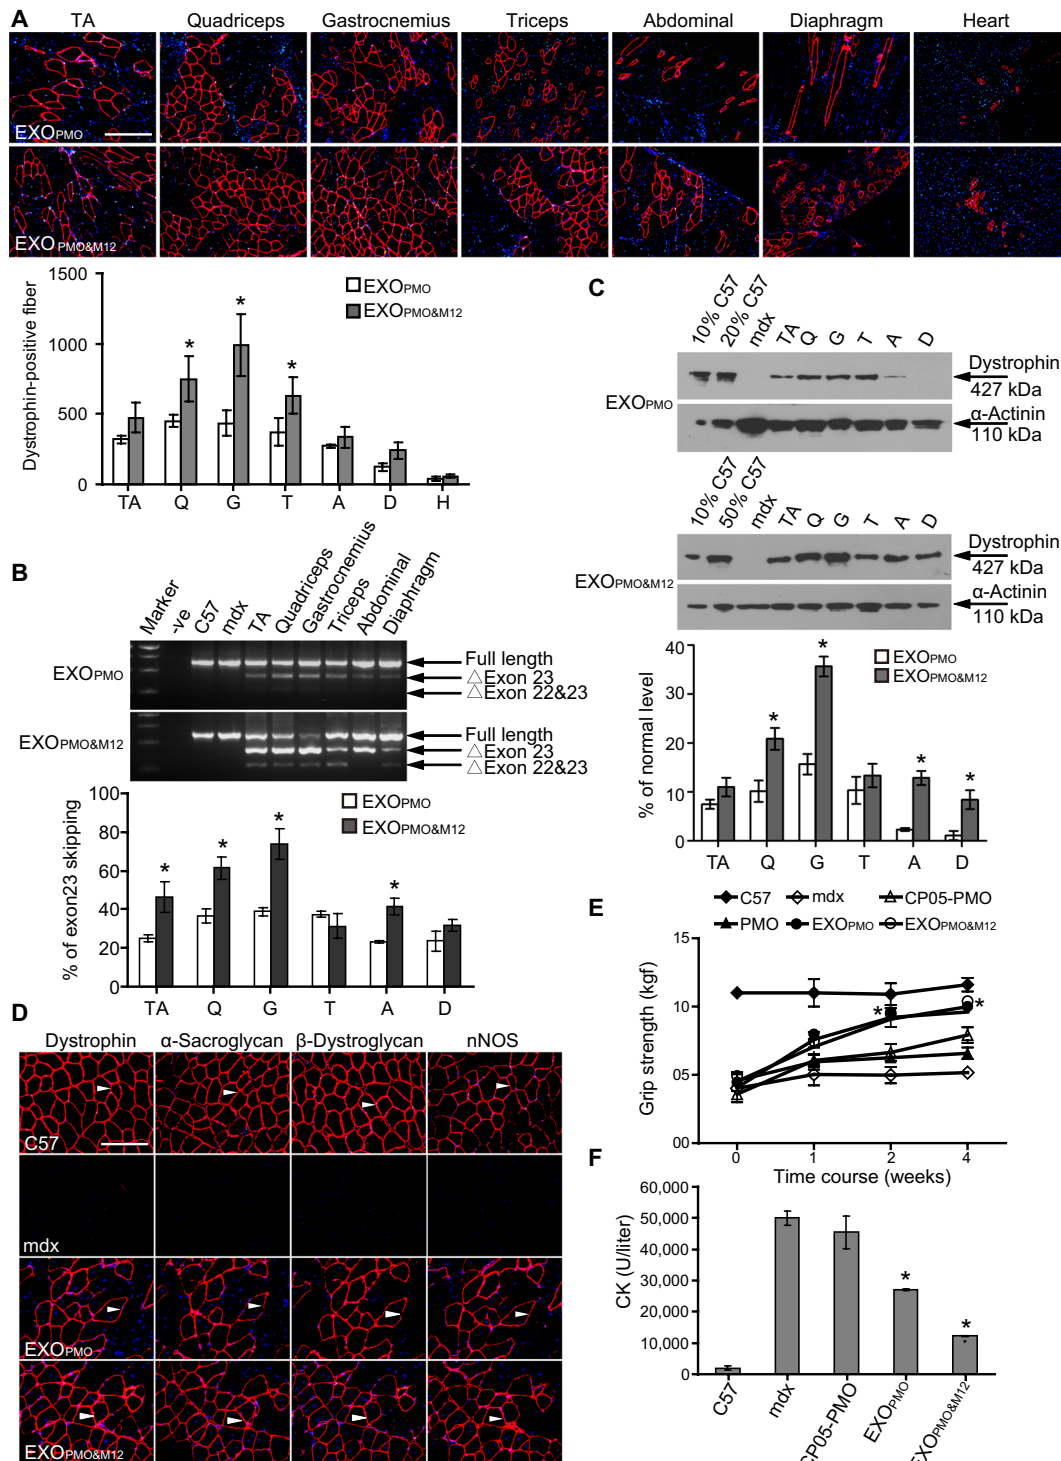 A
TA Quadriceps Gastrocnemius Triceps Abdominal Diaphragm Heart
EXOPMO
EXOPMO&M12
Dystrophin-positive fiber
1500
1000
500
0
EXOPMO
EXOPMO&M12
* * *
TA Q G T A D H
B
Marker -ve C57 mdx TA Quadriceps Gastrocnemius Triceps Abdominal Diaphragm
EXOPMO
Full length
△Exon 23
△Exon 22&23
EXOPMO&M12
Full length
△Exon 23
△Exon 22&23
% of exon23 skipping
100
80
60
40
20
0
EXOPMO
EXOPMO&M12
* * * *
TA Q G T A D
C
10% C57 20% C57 mdx TA Q G T A D
EXOPMO
Dystrophin
427 kDa
α-Actinin
110 kDa
10% C57 50% C57 mdx TA Q G T A D
EXOPMO&M12
Dystrophin
427 kDa
α-Actinin
110 kDa
% of normal level
40
30
20
10
0
EXOPMO
EXOPMO&M12
* * * *
TA Q G T A D
D
Dystrophin α-Sacroglycan β-Dystroglycan nNOS
C57
mdx
EXOPMO
EXOPMO&M12
E
C57 mdx CP05-PMO
PMO EXOPMO EXOPMO&M12
Grip strength (kgf)
15
10
05
00
* *
0 1 2 4
Time course (weeks)
F
CK (U/liter)
60,000
50,000
40,000
30,000
20,000
10,000
0
* *
C57 mdx CP05-PMO EXOPMO EXOPMO&M12